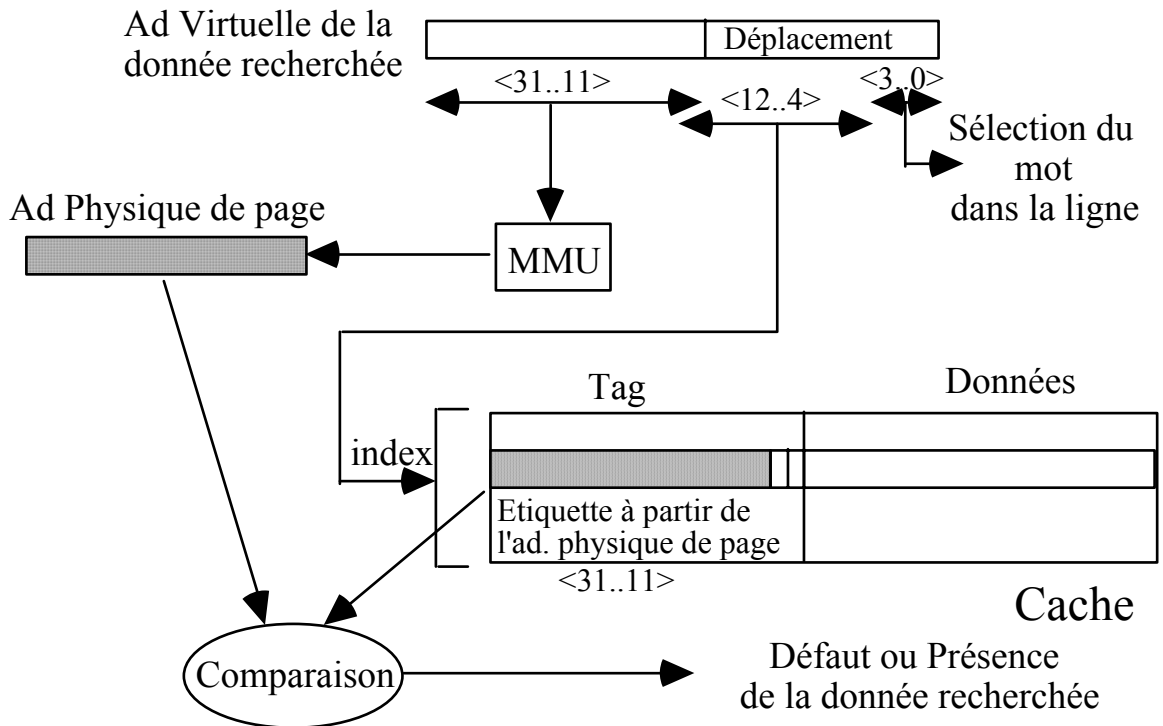 Ad Virtuelle de la
donnée recherchée
Déplacement
<31..11>
<12..4>
<3..0>
Sélection du
mot
dans la ligne
Ad Physique de page
MMU
Tag
Données
index
Etiquette à partir de
l'ad. physique de page
<31..11>
Cache
Comparaison
Défaut ou Présence
de la donnée recherchée